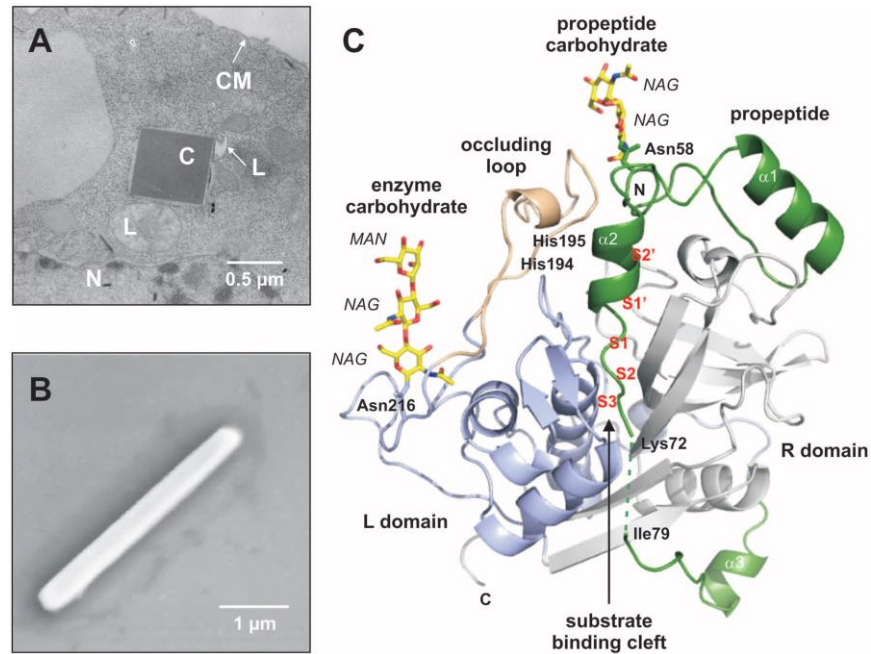 A
CM
C
L
L
N
0.5 µm
B
1 µm
C
propeptide
carbohydrate
NAG
NAG
propeptide
Asn58
occluding
loop
N
α1
enzyme
carbohydrate
α2
MAN
His195
His194
S2'
S1'
NAG
S1
S2
NAG
S3
Asn216
Lys72
R domain
L domain
Ile79
α3
C
substrate
binding cleft